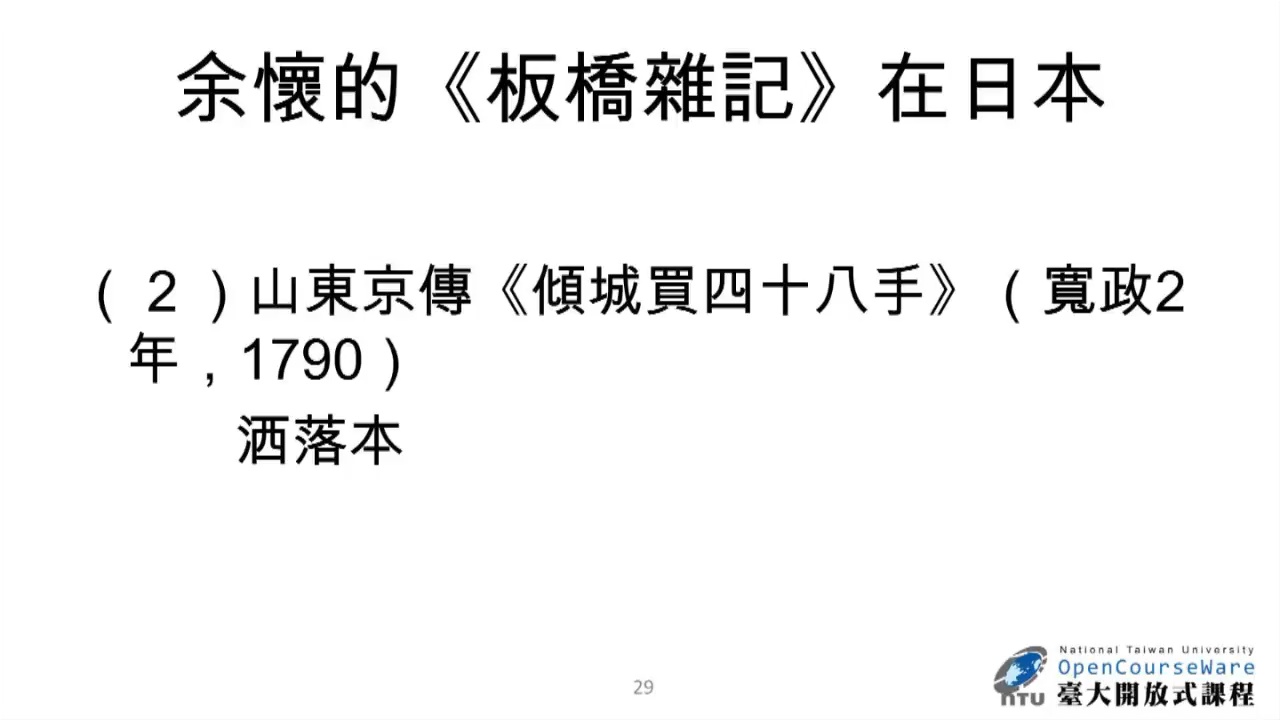 余懷的《板橋雜記》在日本
（2）山東京傳《傾城買四十八手》（寬政2
年，1790）
洒落本
29
National Taiwan University
OpenCourseWare
NTU 臺大開放式課程